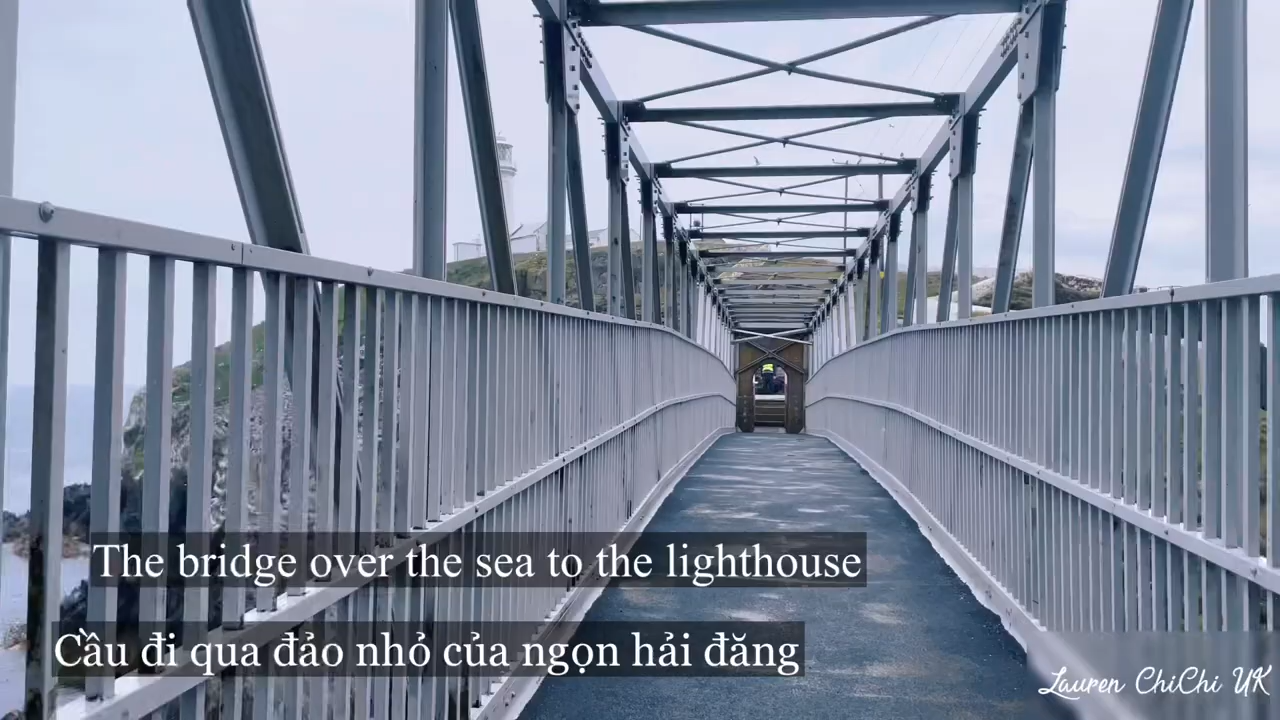 The bridge over the sea to the lighthouse
Cầu đi qua đảo nhỏ của ngọn hải đăng
Lauren ChiChi UK